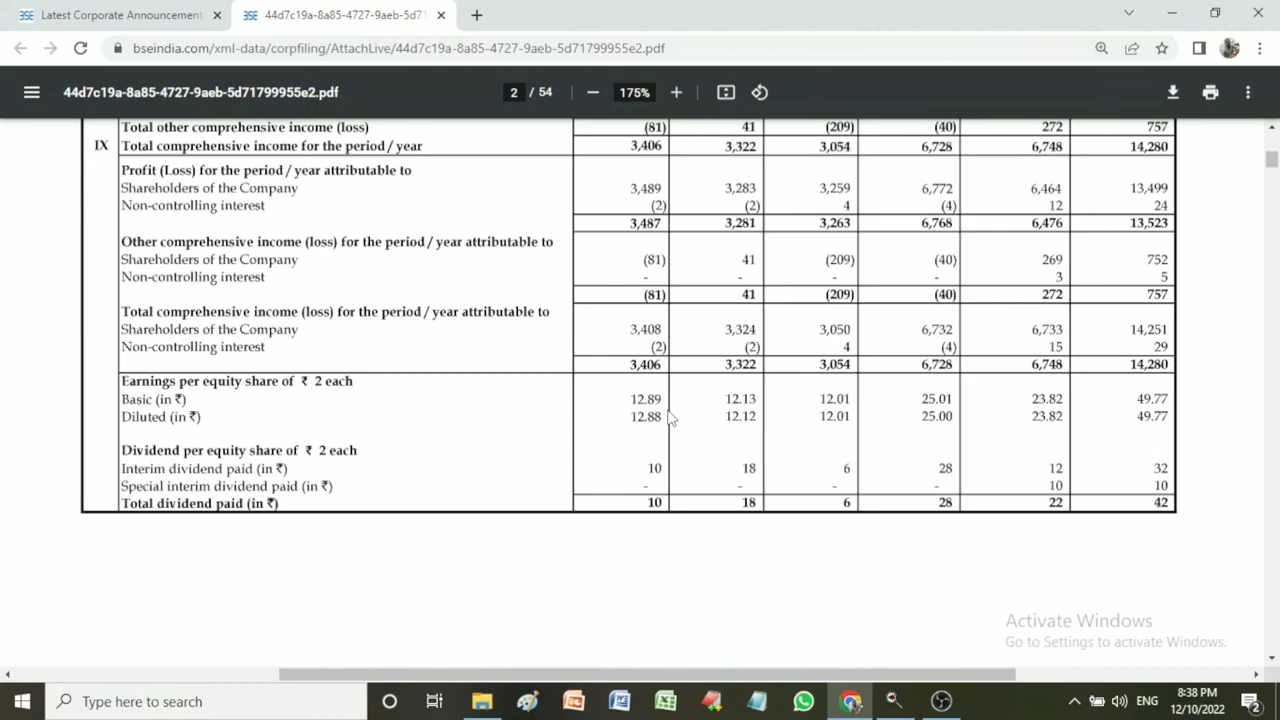 Latest Corporate Announcement
44d7c19a-8a85-4727-9aeb-5d71
bseindia.com/xml-data/corpfiling/AttachLive/44d7c19a-8a85-4727-9aeb-5d71799955e2.pdf
44d7c19a-8a85-4727-9aeb-5d71799955e2.pdf 2 / 54 175%
Total other comprehensive income (loss) (81) 41 (209) (40) 272 757
IX Total comprehensive income for the period / year 3,406 3,322 3,054 6,728 6,748 14,280
Profit (Loss) for the period / year attributable to
Shareholders of the Company 3,489 3,283 3,259 6,772 6,464 13,499
Non-controlling interest (2) (2) 4 (4) 12 24
3,487 3,281 3,263 6,768 6,476 13,523
Other comprehensive income (loss) for the period / year attributable to
Shareholders of the Company (81) 41 (209) (40) 269 752
Non-controlling interest - - - - 3 5
(81) 41 (209) (40) 272 757
Total comprehensive income (loss) for the period / year attributable to
Shareholders of the Company 3,408 3,324 3,050 6,732 6,733 14,251
Non-controlling interest (2) (2) 4 (4) 15 29
3,406 3,322 3,054 6,728 6,748 14,280
Earnings per equity share of ₹ 2 each
Basic (in ₹) 12.89 12.13 12.01 25.01 23.82 49.77
Diluted (in ₹) 12.88 12.12 12.01 25.00 23.82 49.77
Dividend per equity share of ₹ 2 each
Interim dividend paid (in ₹) 10 18 6 28 12 32
Special interim dividend paid (in ₹) - - - - 10 10
Total dividend paid (in ₹) 10 18 6 28 22 42
Activate Windows
Go to Settings to activate Windows.
Type here to search
ENG
8:38 PM
12/10/2022
2